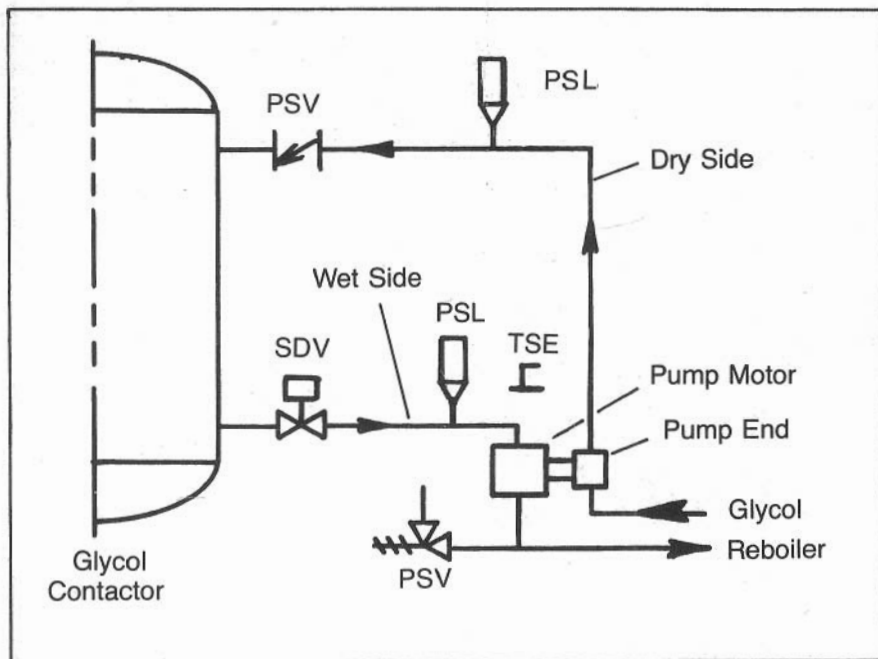 PSL
PSV
Dry Side
Wet Side
PSL
SDV
TSE
Pump Motor
Pump End
Glycol
Reboiler
PSV
Glycol
Contactor